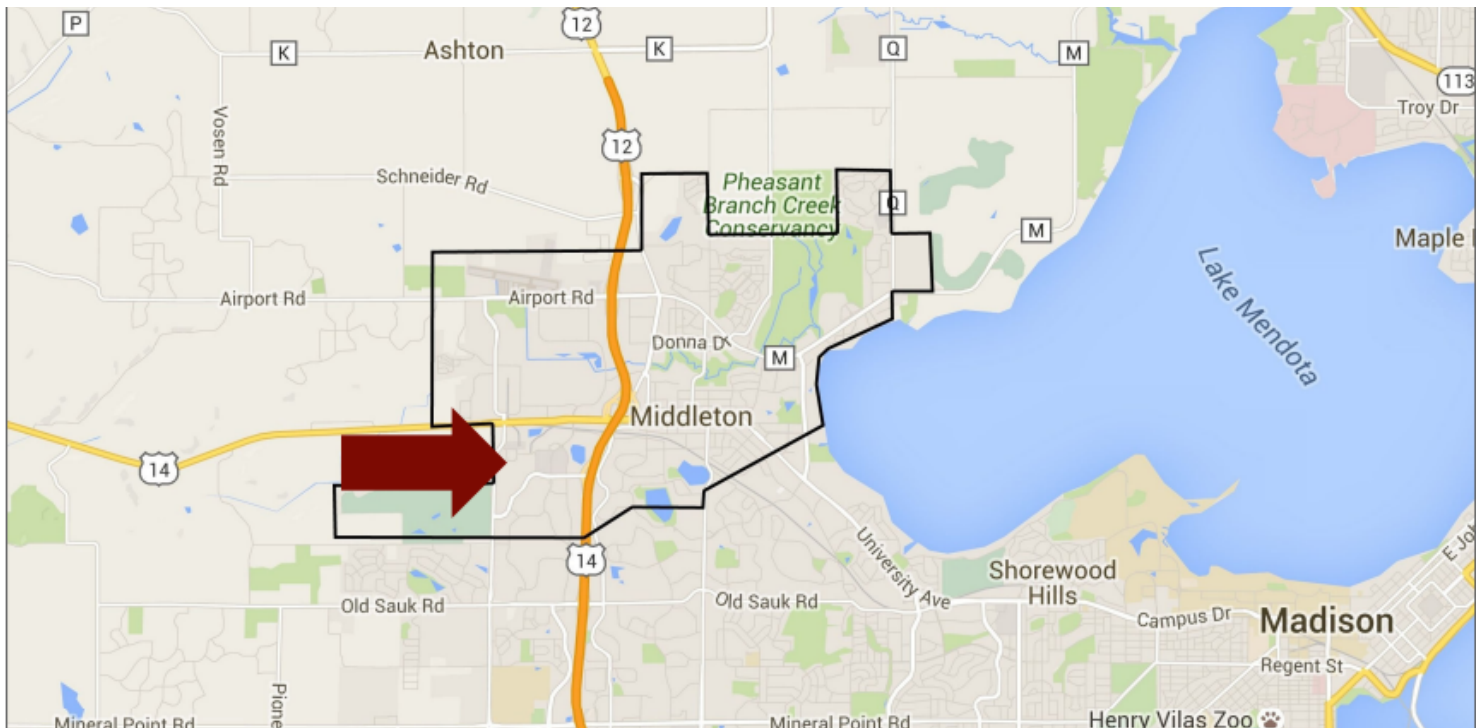 P
12
K
Ashton
K
Q
M
113
Troy Dr
Vosen Rd
12
Schneider Rd
Pheasant
Branch Creek
Conservancy
Q
M
Maple
Lake Mendota
Airport Rd
Airport Rd
Donna D
M
Middleton
14
14
University Ave
Shorewood
Hills
Old Sauk Rd
Old Sauk Rd
Campus Dr
Madison
E Joh
Regent St
Pione
Mineral Point Rd
Mineral Point Rd
Henry Vilas Zoo